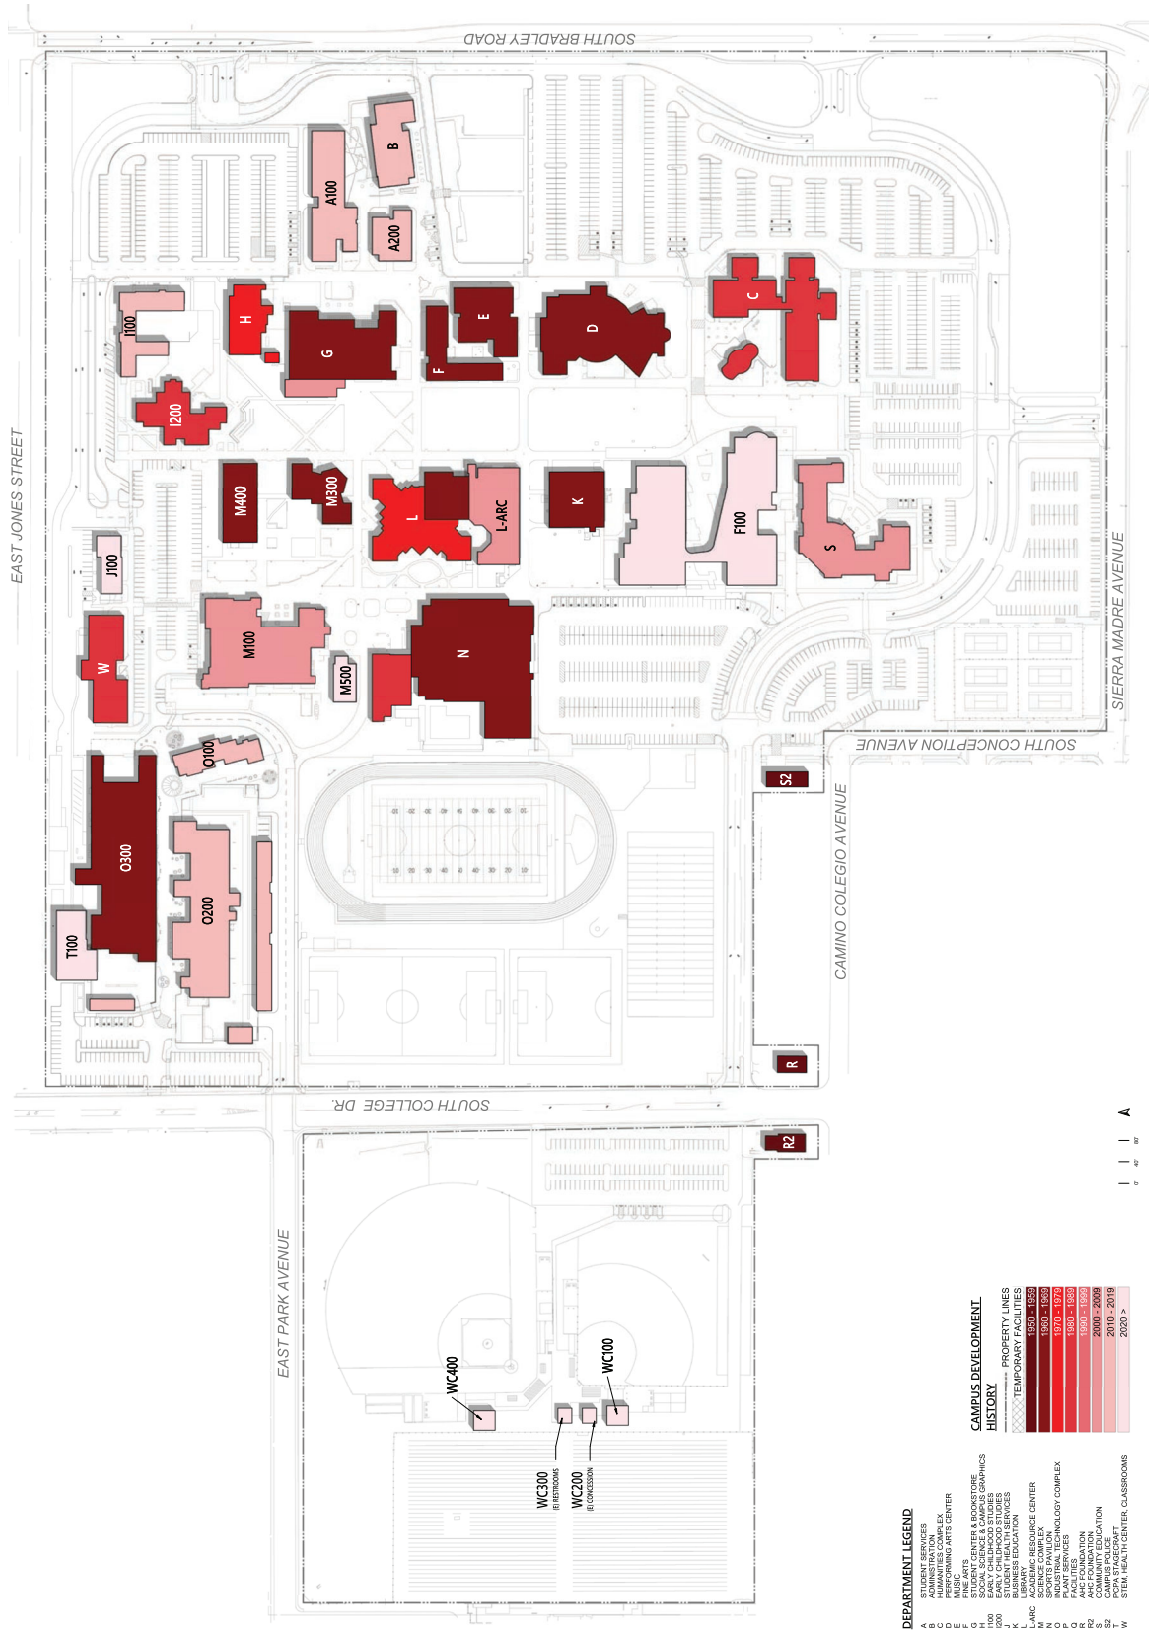 SOUTH BRADLEY ROAD
EAST JONES STREET
SIERRA MADRE AVENUE
SOUTH CONCEPTION AVENUE
CAMINO COLEGIO AVENUE
SOUTH COLLEGE DR.
EAST PARK AVENUE
B
A100
A200
I100
H
G
F
E
D
C
I200
M400
M300
L
L-ARC
K
F100
S
J100
W
M100
M500
N
O100
S2
O300
O200
T100
R
R2
WC400
WC100
WC300
(E) RESTROOMS
WC200
(E) CONCESSION
0' 40' 80'
DEPARTMENT LEGEND
A STUDENT SERVICES
B ADMINISTRATION
C HUMANITIES COMPLEX
D PERFORMING ARTS CENTER
E MUSIC
F FINE ARTS
G STUDENT CENTER & BOOKSTORE
H SOCIAL SCIENCE & CAMPUS GRAPHICS
I100 EARLY CHILDHOOD STUDIES
I200 EARLY CHILDHOOD STUDIES
J STUDENT HEALTH SERVICES
K BUSINESS EDUCATION
L LIBRARY
L-ARC ACADEMIC RESOURCE CENTER
M SCIENCE COMPLEX
N SPORTS PAVILION
O INDUSTRIAL TECHNOLOGY COMPLEX
P PLANT SERVICES
Q FACILITIES
R AHC FOUNDATION
R2 AHC FOUNDATION
S COMMUNITY EDUCATION
S2 CAMPUS POLICE
T PCPA STAGECRAFT
W STEM, HEALTH CENTER, CLASSROOMS
CAMPUS DEVELOPMENT
HISTORY
PROPERTY LINES
TEMPORARY FACILITIES
1950 - 1959
1960 - 1969
1970 - 1979
1980 - 1989
1990 - 1999
2000 - 2009
2010 - 2019
2020 >